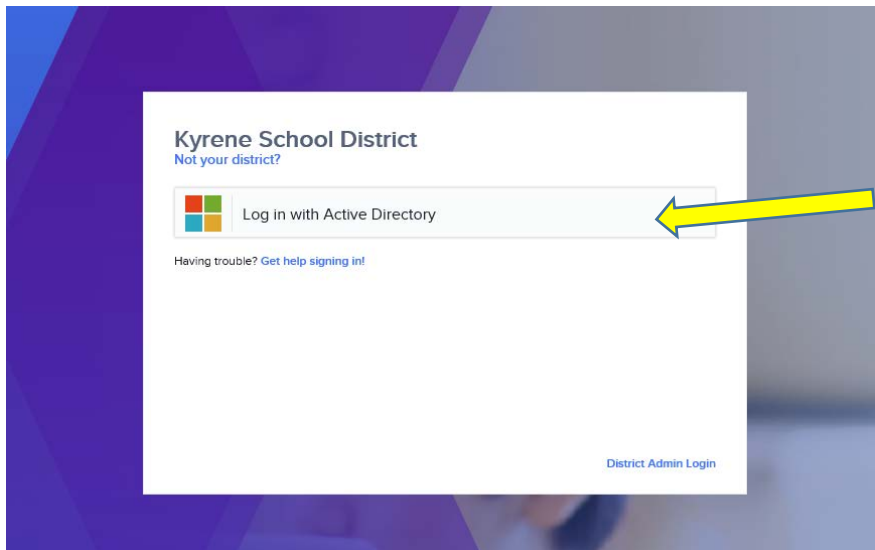 Kyrene School District
Not your district?
Log in with Active Directory
Having trouble? Get help signing in!
District Admin Login